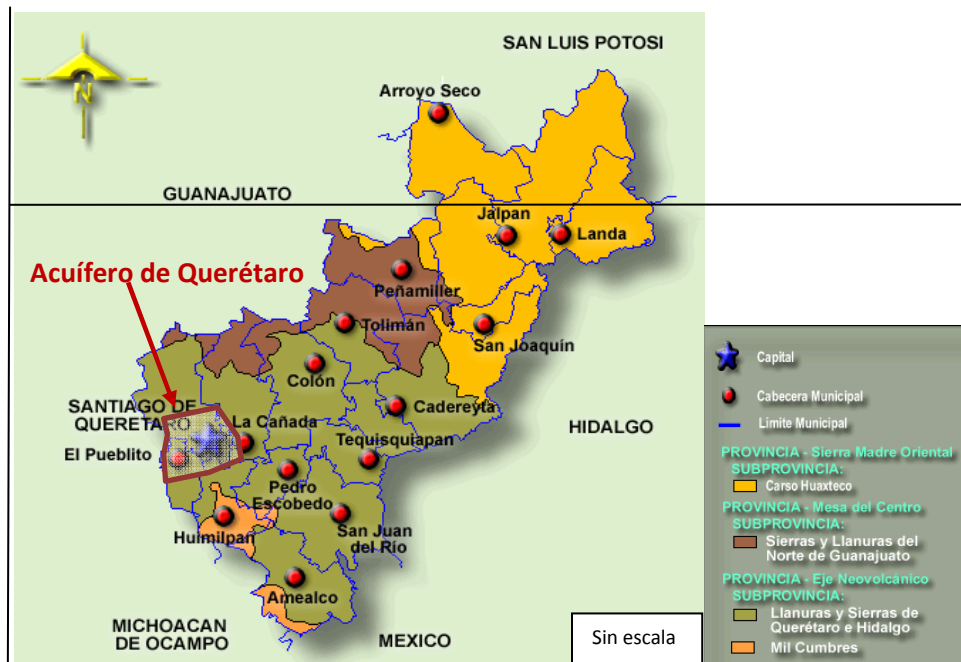 SAN LUIS POTOSI
N
Arroyo Seco
GUANAJUATO
Jalpan
Landa
Acuífero de Querétaro
Peñamiller
Tolimán
San Joaquín
Colón
SANTIAGO DE
QUERETARO
La Cañada
Cadereyta
HIDALGO
El Pueblito
Tequisquiapan
Pedro
Escobedo
Huimilpan
San Juan
del Río
Amealco
MICHOACAN
DE OCAMPO
MEXICO
Sin escala
Capital
Cabecera Municipal
Limite Municipal
PROVINCIA - Sierra Madre Oriental
SUBPROVINCIA:
Carso Huaxteco
PROVINCIA - Mesa del Centro
SUBPROVINCIA:
Sierras y Llanuras del
Norte de Guanajuato
PROVINCIA - Eje Neovolcánico
SUBPROVINCIA:
Llanuras y Sierras de
Querétaro e Hidalgo
Mil Cumbres